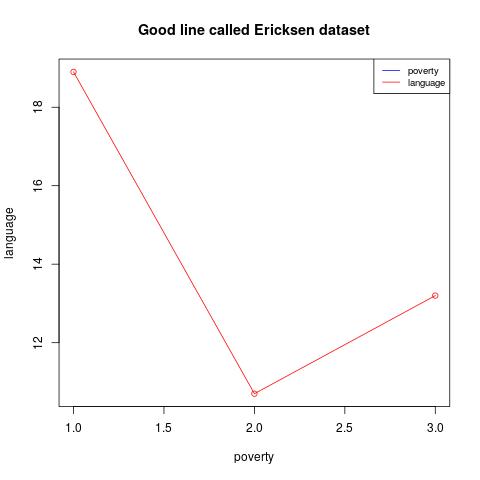 Good line called Ericksen dataset
poverty
language
language
18
16
14
12
1.0 1.5 2.0 2.5 3.0
poverty